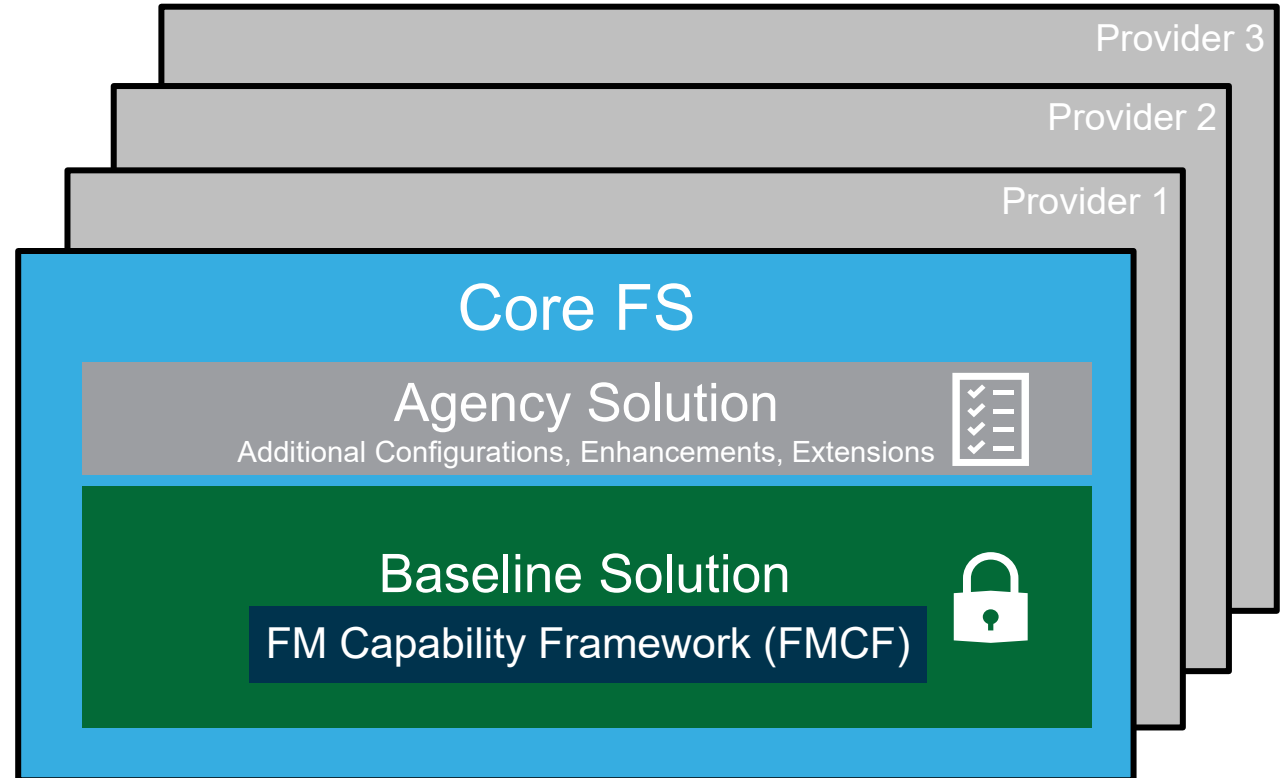 Provider 3
Provider 2
Provider 1
Core FS
Agency Solution
Additional Configurations, Enhancements, Extensions
Baseline Solution
FM Capability Framework (FMCF)